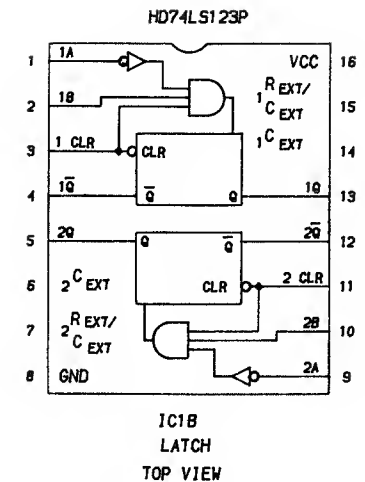 HD74LS123P
1 1A VCC 16
2 1B 1 R EXT/ C EXT 15
3 1 CLR CLR 1 C EXT 14
4 1Q̅ Q̅ Q 1Q 13
5 2Q Q Q̅ 2Q̅ 12
6 2 C EXT CLR 2 CLR 11
7 2 R EXT/ C EXT 2B 10
8 GND 2A 9
IC1B
LATCH
TOP VIEW